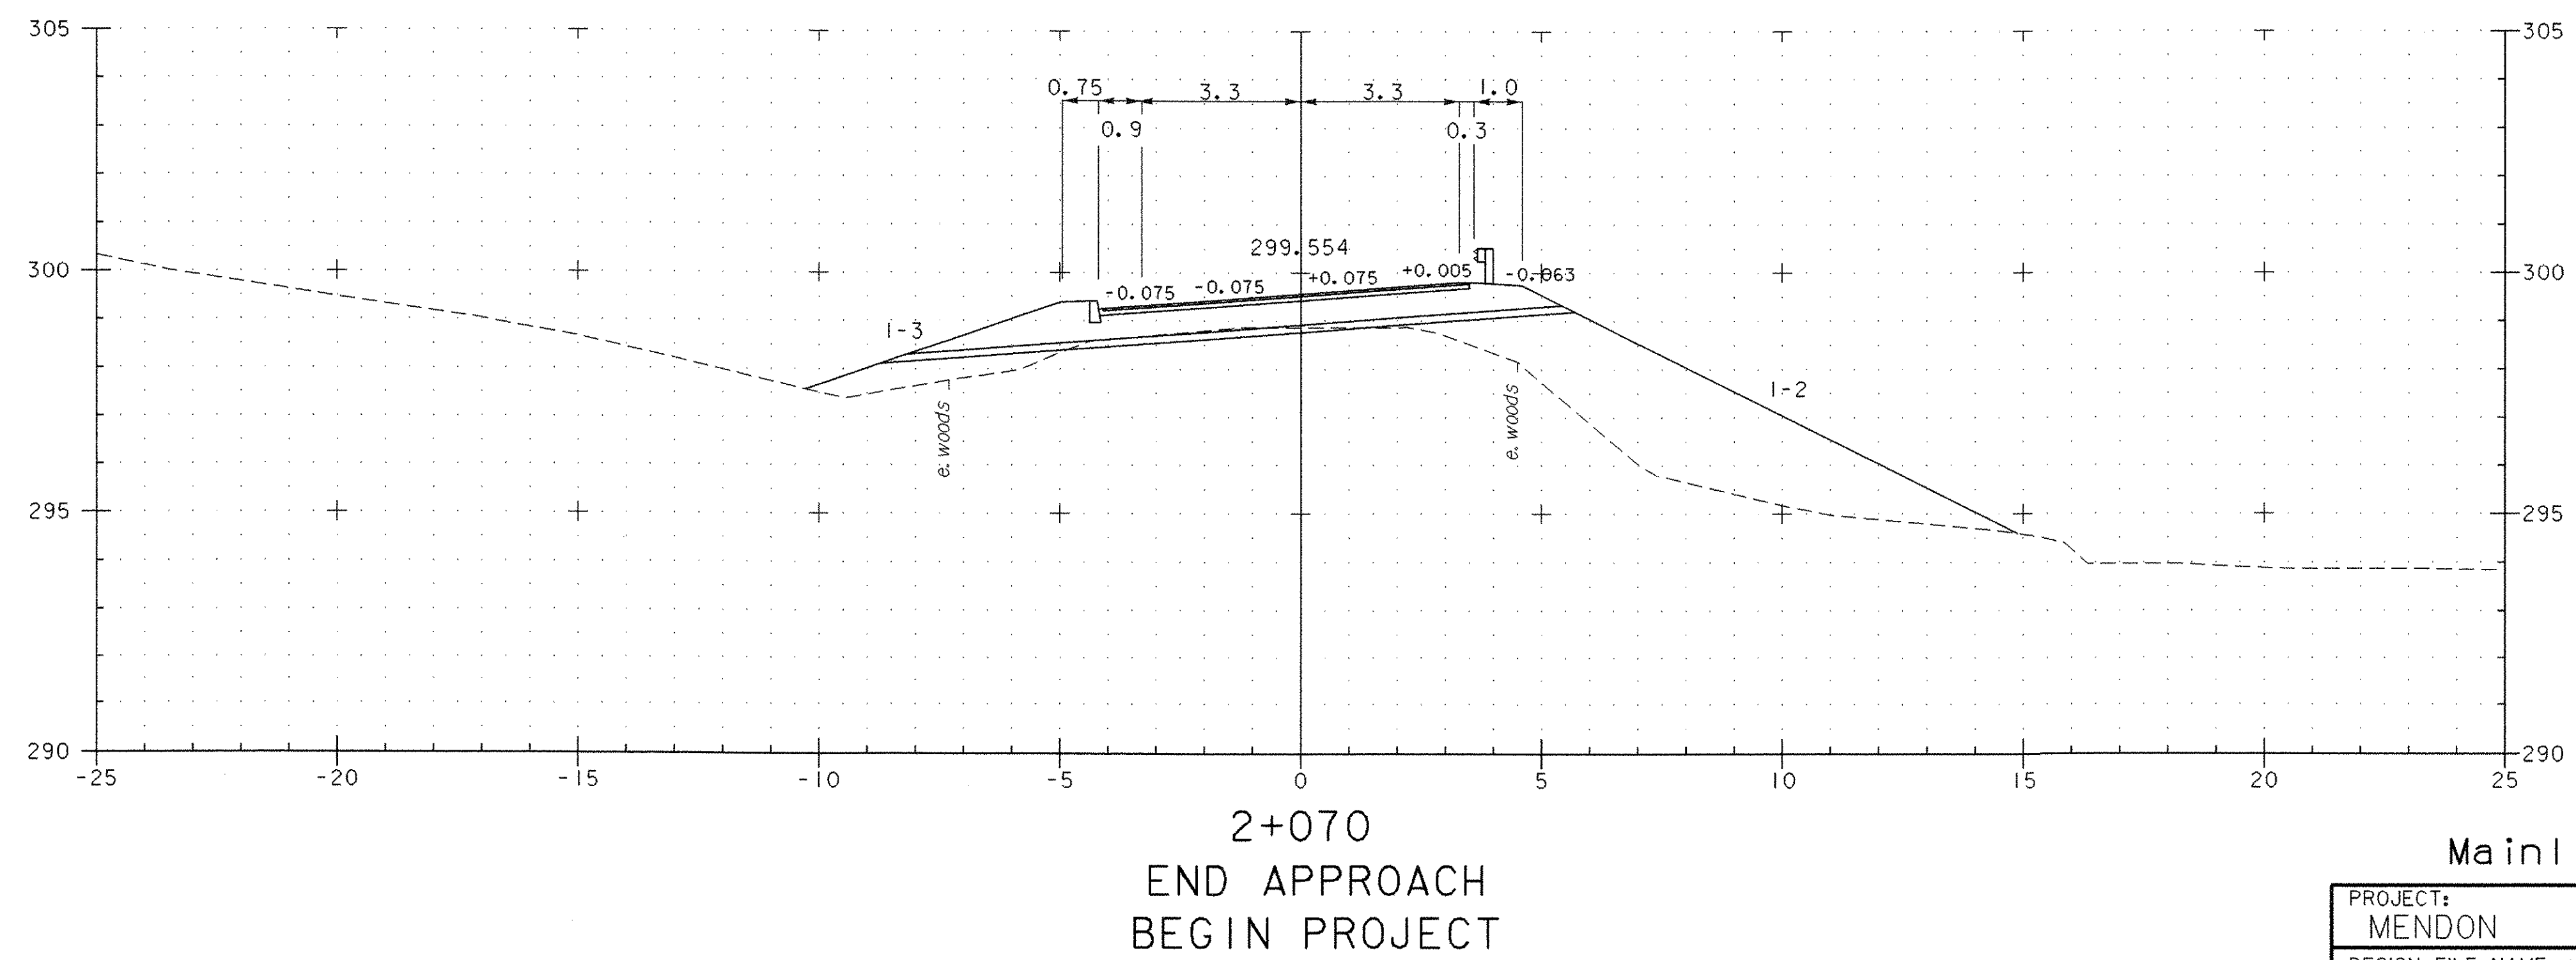 305 305
0.75 3.3 3.3 1.0
0.9 0.3
299.554
300 -0.075 -0.075 +0.075 +0.005 -0.063 300
1-3
1-2
e. woods e. woods
295 295
290 290
-25 -20 -15 -10 -5 0 5 10 15 20 25
2+070
END APPROACH
BEGIN PROJECT
Mainl
PROJECT:
MENDON
DESIGN FILE NAME